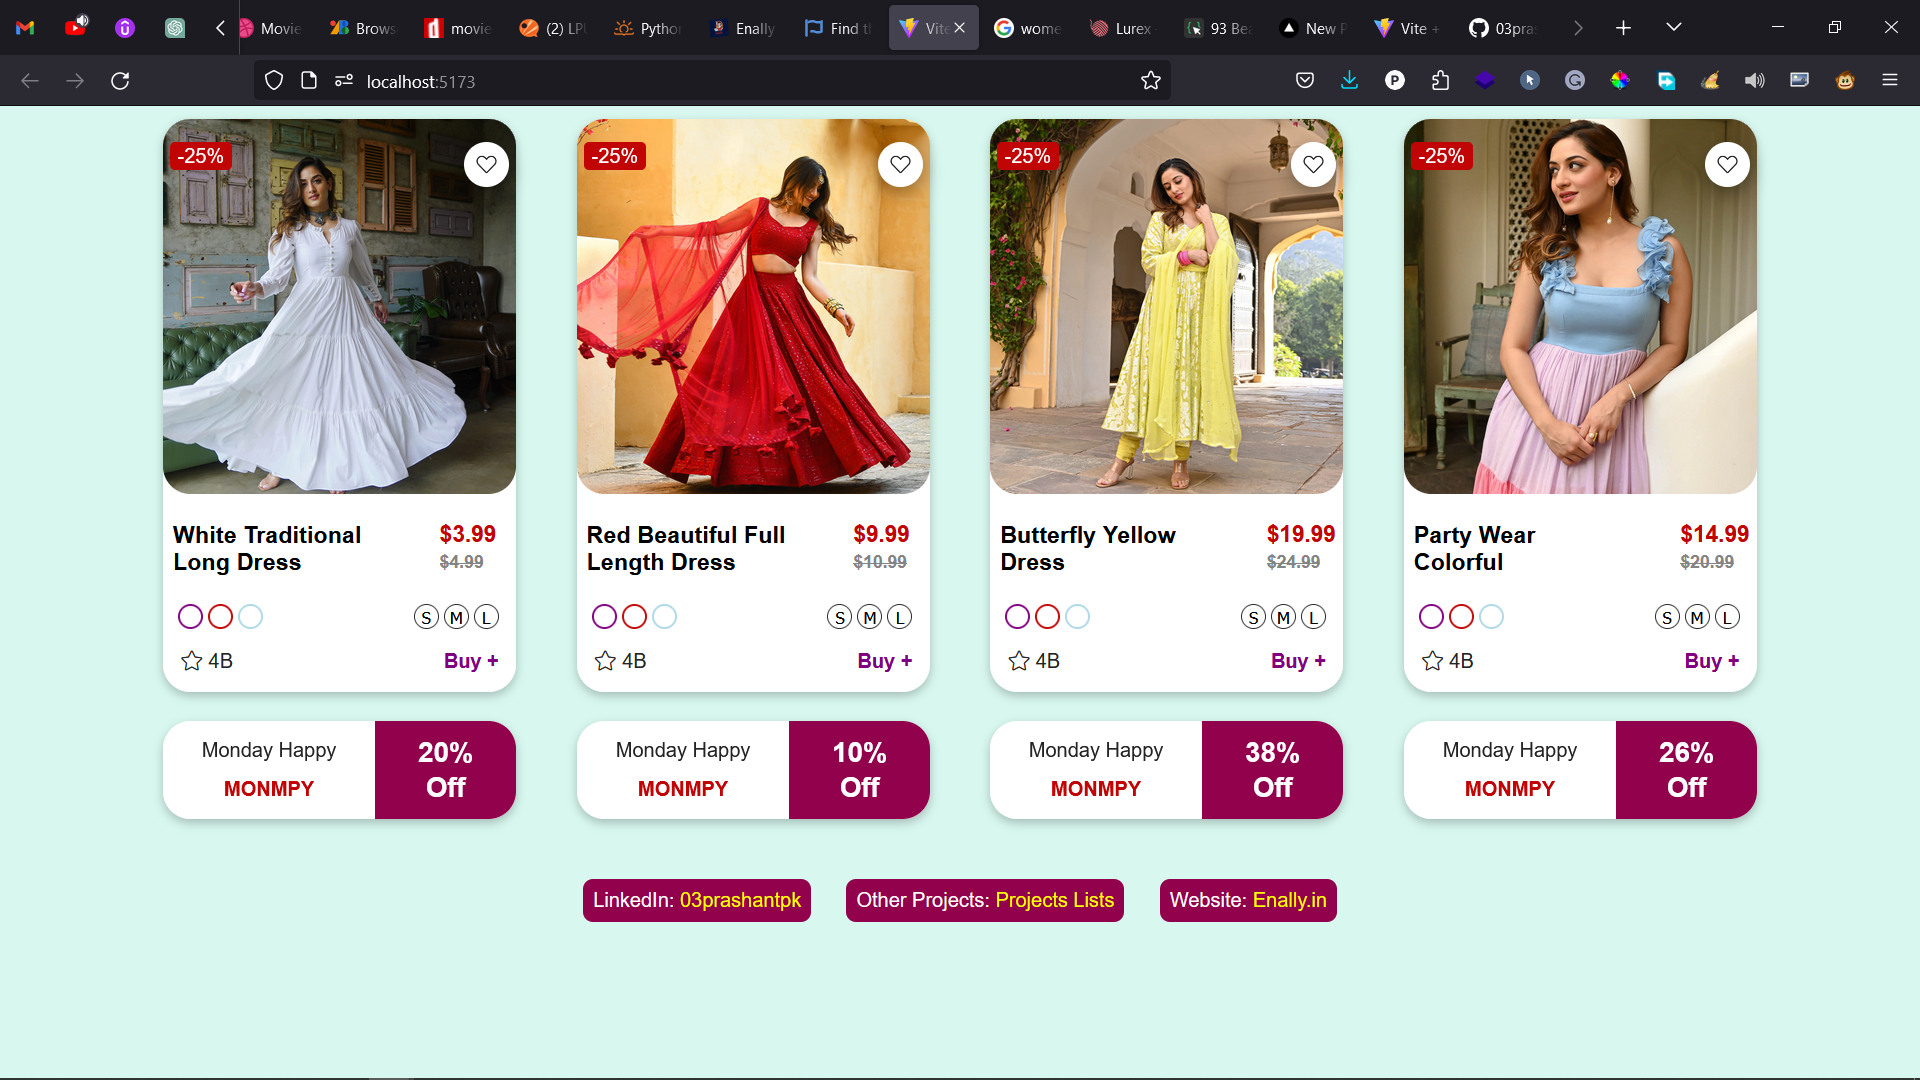 Movie
Brows
movie
(2) LPU
Python
Enally
Find t
Vite
wome
Lurex
93 Bea
New P
Vite +
03pras
localhost:5173
-25%
-25%
-25%
-25%
White Traditional
Long Dress
$3.99
$4.99
S M L
4B
Buy +
Red Beautiful Full
Length Dress
$9.99
$10.99
S M L
4B
Buy +
Butterfly Yellow
Dress
$19.99
$24.99
S M L
4B
Buy +
Party Wear
Colorful
$14.99
$20.99
S M L
4B
Buy +
Monday Happy
MONMPY
20%
Off
Monday Happy
MONMPY
10%
Off
Monday Happy
MONMPY
38%
Off
Monday Happy
MONMPY
26%
Off
LinkedIn: 03prashantpk
Other Projects: Projects Lists
Website: Enally.in